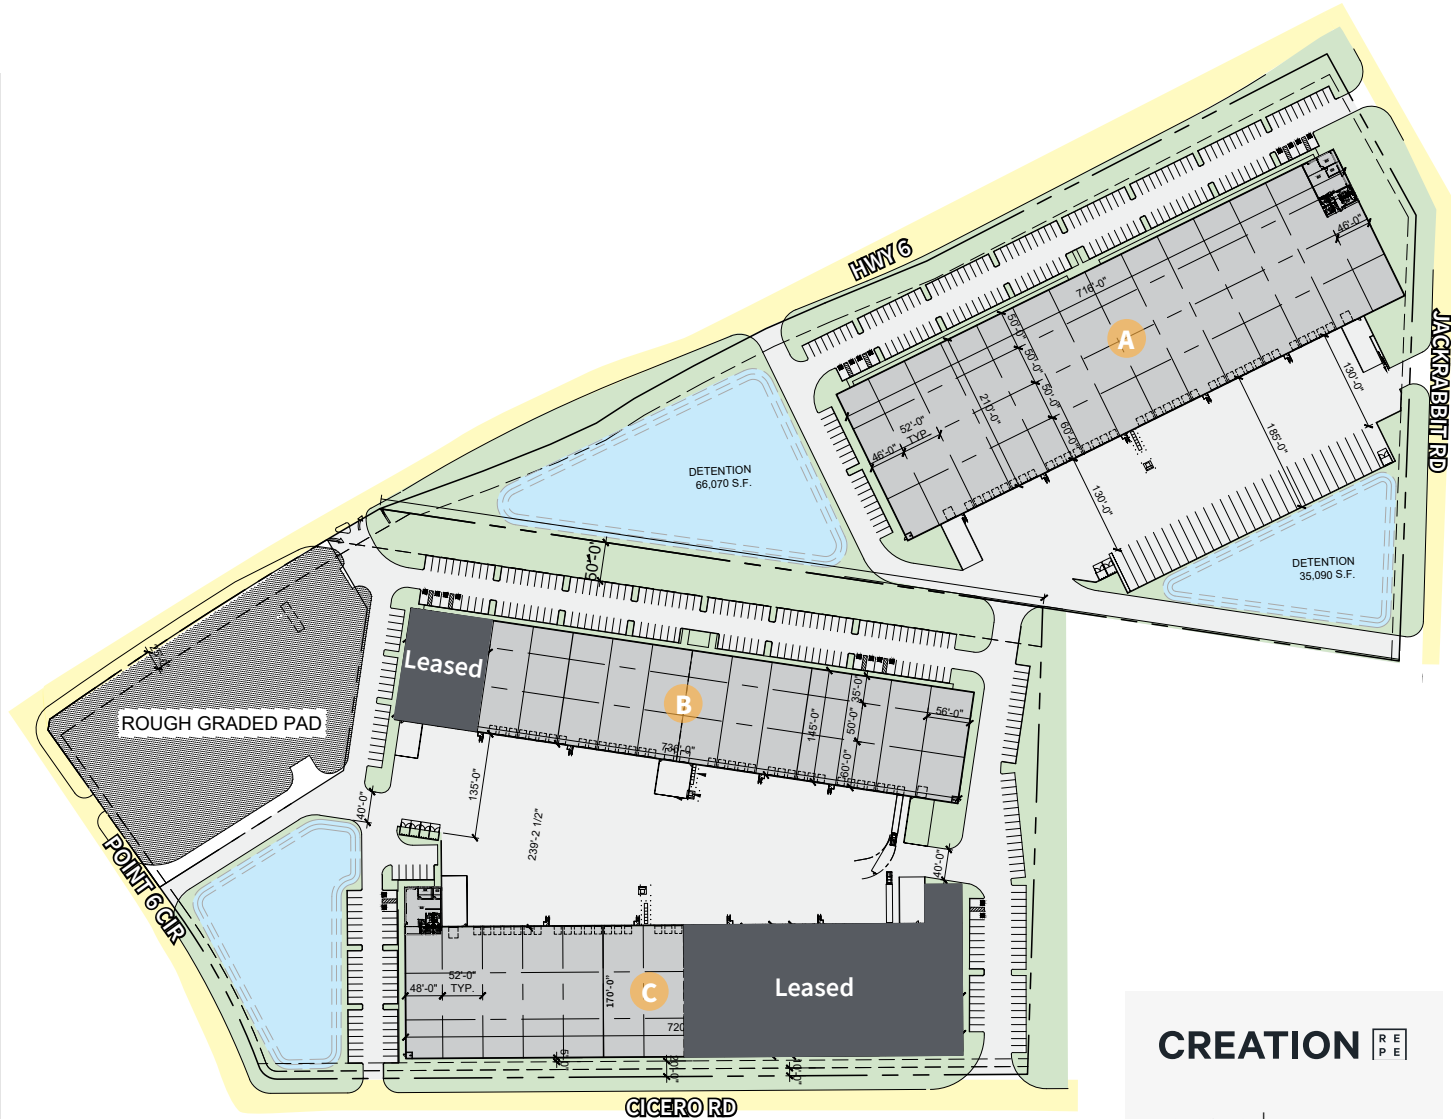 HWY 6
46'-0"
716'-0"
A
JACKRABBIT RD
50'-0"
50'-0"
50'-0"
60'-0"
210'-0"
52'-0"
TYP.
46'-0"
130'-0"
185'-0"
130'-0"
DETENTION
66,070 S.F.
DETENTION
35,090 S.F.
50'-0"
Leased
B
35'-0"
50'-0"
60'-0"
145'-0"
56'-0"
736'-0"
ROUGH GRADED PAD
135'-0"
40'-0"
239'-2 1/2"
40'-0"
POINT 6 CIR
52'-0"
TYP.
48'-0"
170'-0"
C
720
Leased
CICERO RD
CREATION
RE
PE